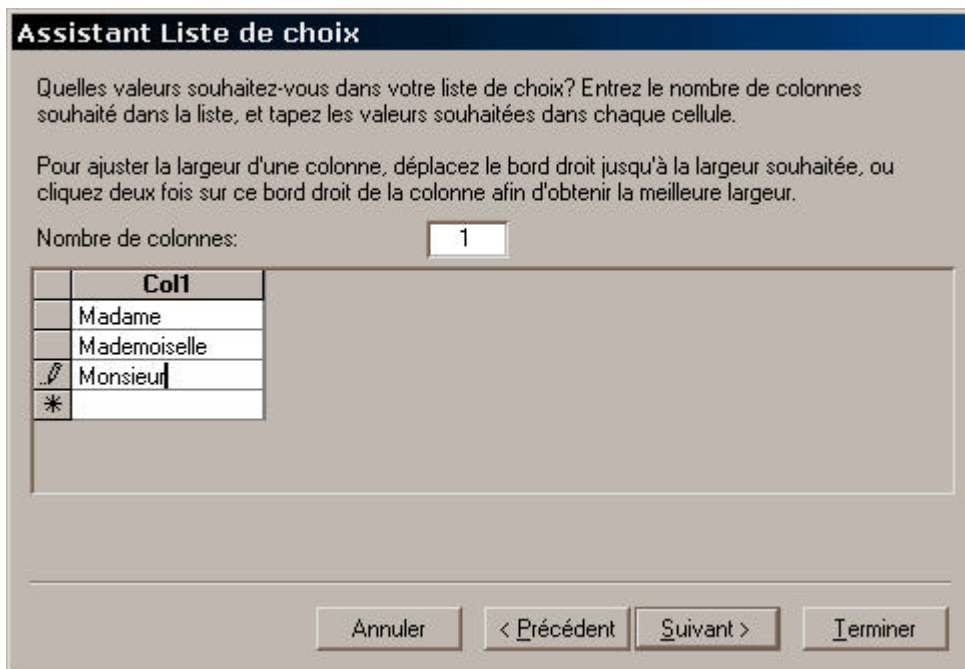 Assistant Liste de choix
Quelles valeurs souhaitez-vous dans votre liste de choix? Entrez le nombre de colonnes
souhaité dans la liste, et tapez les valeurs souhaitées dans chaque cellule.
Pour ajuster la largeur d'une colonne, déplacez le bord droit jusqu'à la largeur souhaitée, ou
cliquez deux fois sur ce bord droit de la colonne afin d'obtenir la meilleure largeur.
Nombre de colonnes: 1
Col1
Madame
Mademoiselle
Monsieur
Annuler < Précédent Suivant > Terminer